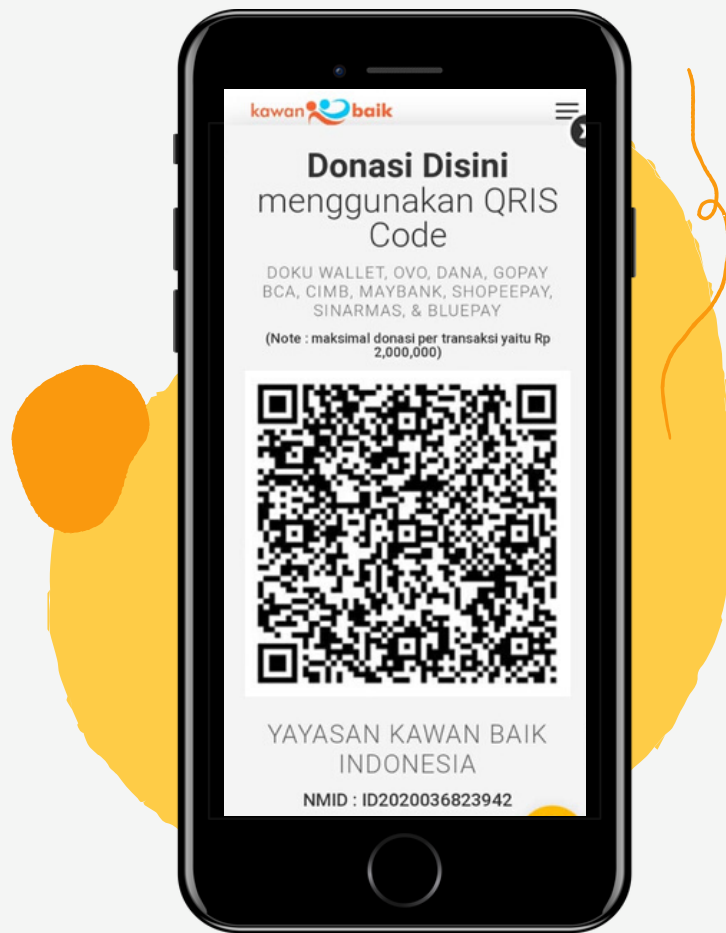 kawan baik
Donasi Disini
menggunakan QRIS
Code
DOKU WALLET, OVO, DANA, GOPAY
BCA, CIMB, MAYBANK, SHOPEEPAY,
SINARMAS, & BLUEPAY
(Note : maksimal donasi per transaksi yaitu Rp
2,000,000)
YAYASAN KAWAN BAIK
INDONESIA
NMID : ID2020036823942